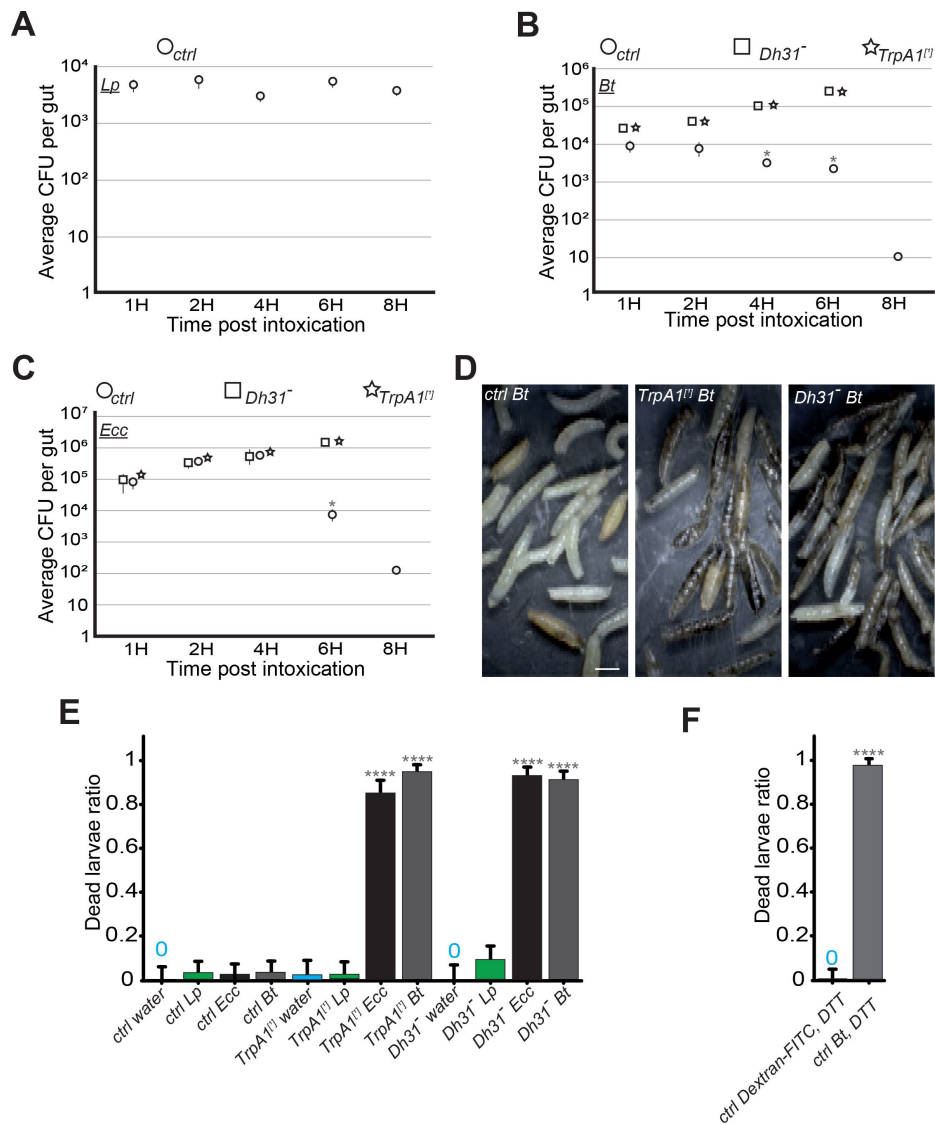 A
ctrl
Lp
10⁴
10³
10²
10
1
Average CFU per gut
1H 2H 4H 6H 8H
Time post intoxication
B
ctrl Dh31⁻ TrpA1[¹]
Bt
10⁶
10⁵
10⁴
10³
10²
10
1
* *
Average CFU per gut
1H 2H 4H 6H 8H
Time post intoxication
C
ctrl Dh31⁻ TrpA1[¹]
Ecc
10⁷
10⁶
10⁵
10⁴
10³
10²
10
1
*
Average CFU per gut
1H 2H 4H 6H 8H
Time post intoxication
D
ctrl Bt TrpA1[¹] Bt Dh31⁻ Bt
E
Dead larvae ratio
1
0.8
0.6
0.4
0.2
0
0 **** **** 0 **** ****
ctrl water
ctrl Lp
ctrl Ecc
ctrl Bt
TrpA1[¹] water
TrpA1[¹] Lp
TrpA1[¹] Ecc
TrpA1[¹] Bt
Dh31⁻ water
Dh31⁻ Lp
Dh31⁻ Ecc
Dh31⁻ Bt
F
Dead larvae ratio
1
0.8
0.6
0.4
0.2
0
0 ****
ctrl Dextran-FITC, DTT
ctrl Bt, DTT